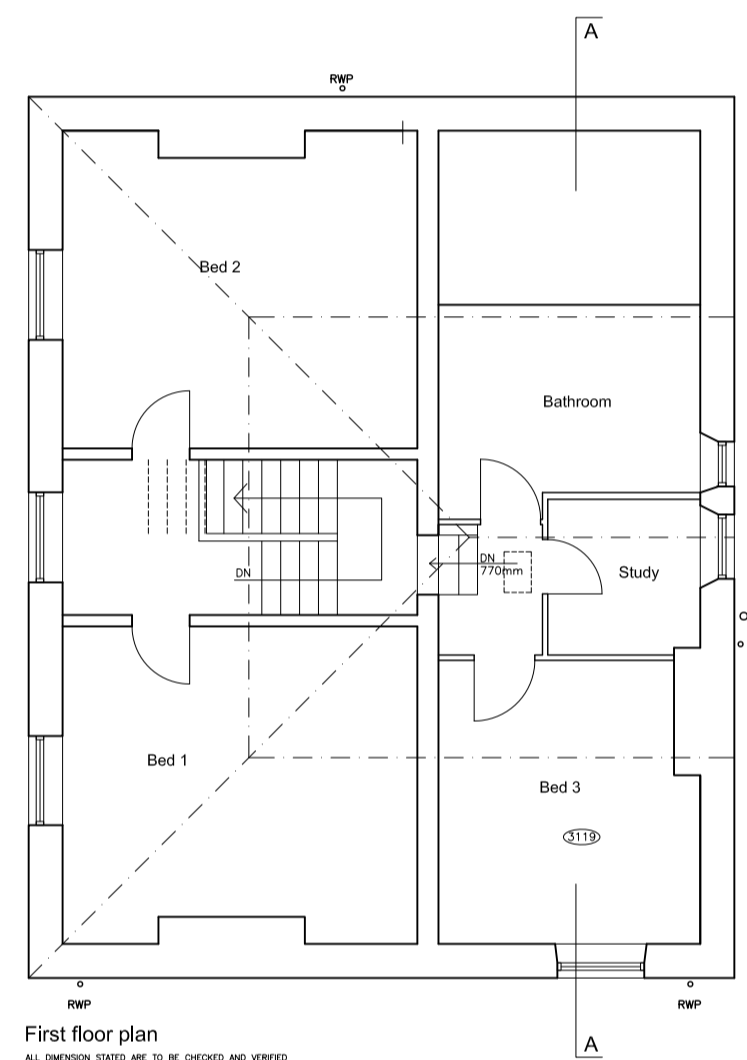 A
RWP
Bed 2
Bathroom
DN
770mm
DN
Study
Bed 1
Bed 3
3119
RWP
RWP
First floor plan
A
ALL DIMENSION STATED ARE TO BE CHECKED AND VERIFIED